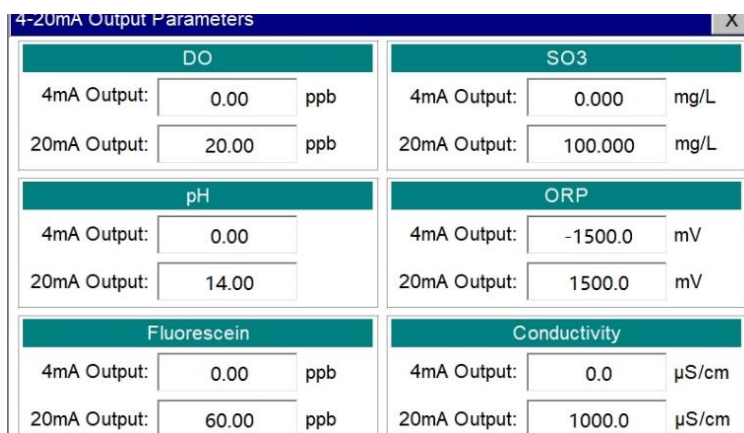 4-20mA Output Parameters X
DO
4mA Output: 0.00 ppb
20mA Output: 20.00 ppb
SO3
4mA Output: 0.000 mg/L
20mA Output: 100.000 mg/L
pH
4mA Output: 0.00
20mA Output: 14.00
ORP
4mA Output: -1500.0 mV
20mA Output: 1500.0 mV
Fluorescein
4mA Output: 0.00 ppb
20mA Output: 60.00 ppb
Conductivity
4mA Output: 0.0 µS/cm
20mA Output: 1000.0 µS/cm